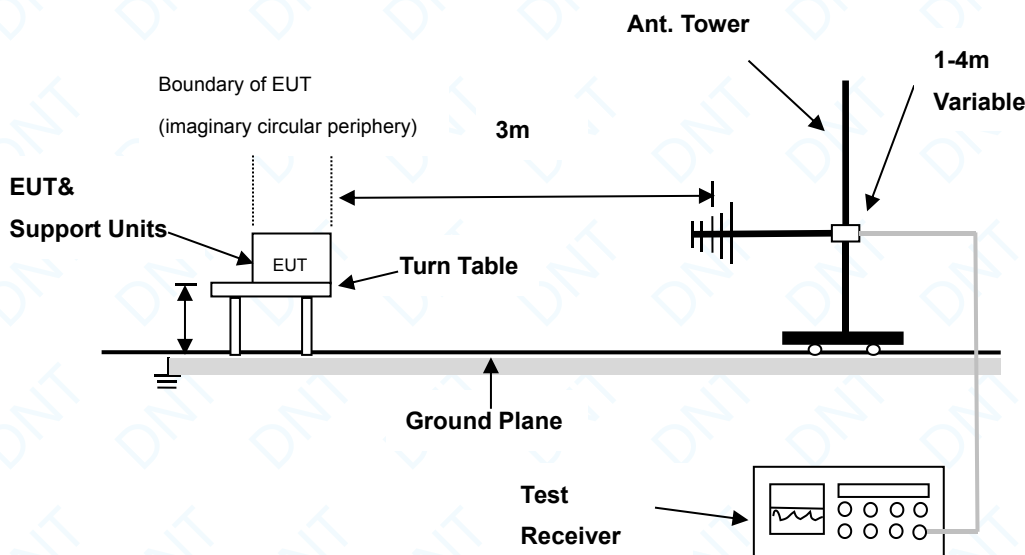 Ant. Tower
1-4m
Variable
Boundary of EUT
(imaginary circular periphery)
3m
EUT&
Support Units
EUT
Turn Table
Ground Plane
Test
Receiver
DNT